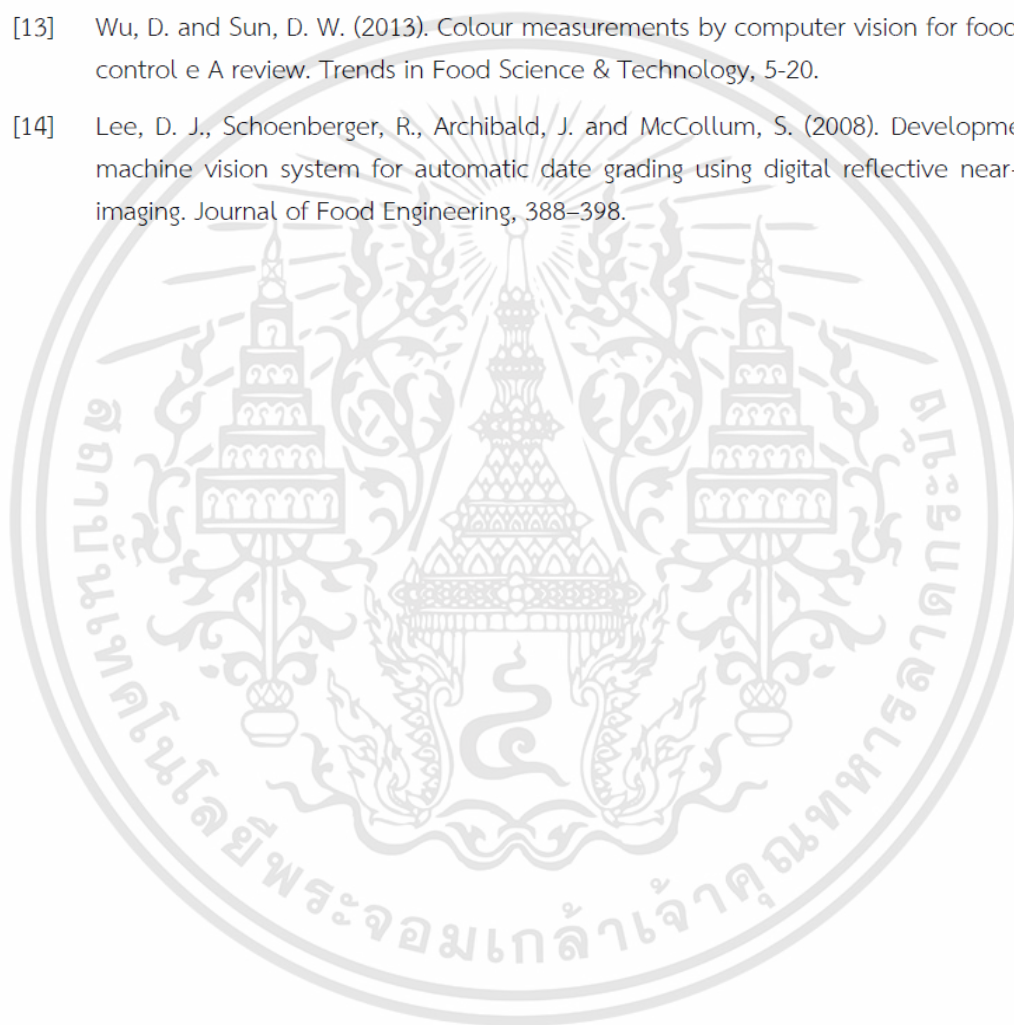 [13] Wu, D. and Sun, D. W. (2013). Colour measurements by computer vision for food
control e A review. Trends in Food Science & Technology, 5-20.
[14] Lee, D. J., Schoenberger, R., Archibald, J. and McCollum, S. (2008). Developme
machine vision system for automatic date grading using digital reflective near-
imaging. Journal of Food Engineering, 388–398.
๔
สถาบันเทคโนโลยีพระจอมเกล้าเจ้าคุณทหารลาดกระบัง